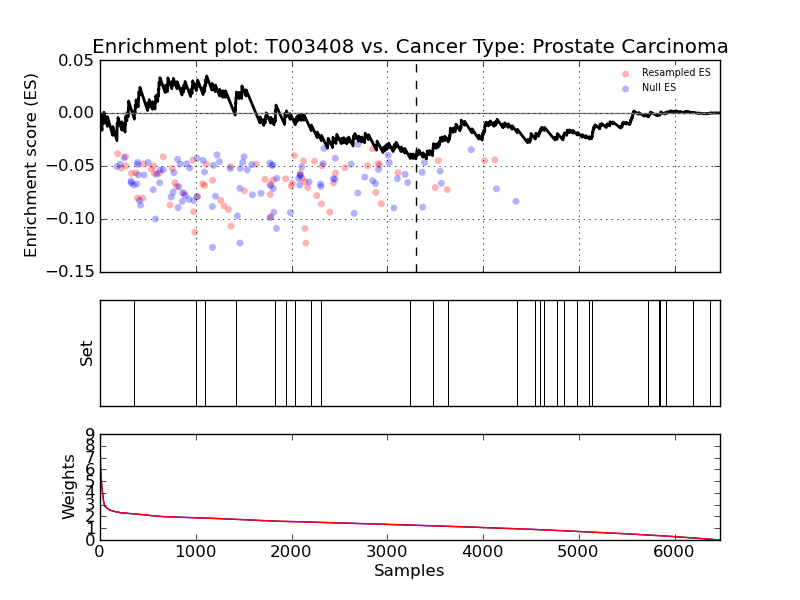 Enrichment plot: T003408 vs. Cancer Type: Prostate Carcinoma
Enrichment score (ES)
0.05
0.00
−0.05
−0.10
−0.15
Resampled ES
Null ES
Set
Weights
9
8
7
6
5
4
3
2
1
0
0 1000 2000 3000 4000 5000 6000
Samples